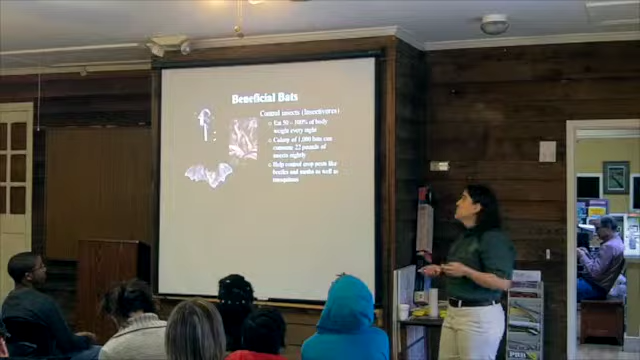 Beneficial Bats
Control insects (Insectivores)
Eat 50 - 100% of body
weight every night
Colony of 1,000 bats can
consume 22 pounds of
insects nightly
Help control crop pests like
beetles and moths as well as
mosquitoes